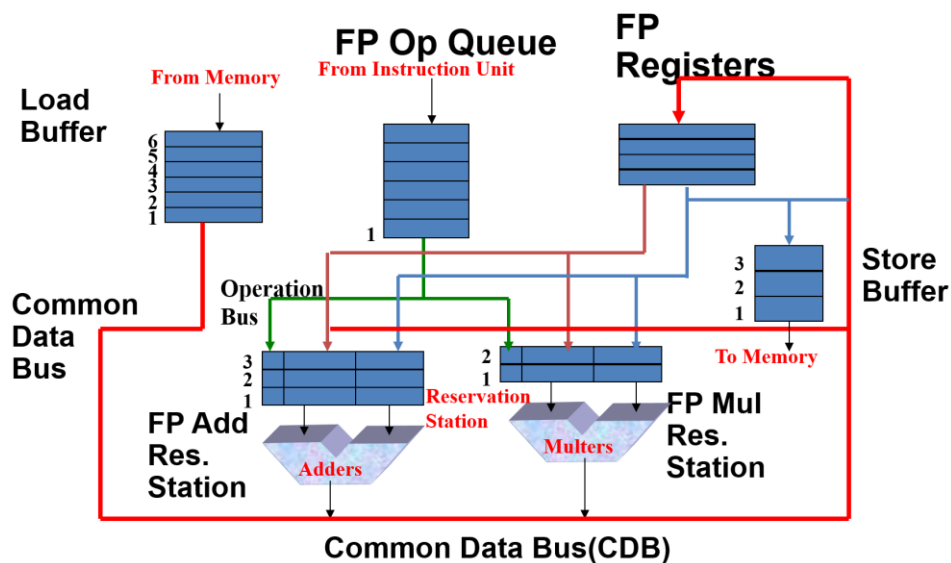 FP Op Queue
From Instruction Unit
FP
Registers
From Memory
Load
Buffer
6
5
4
3
2
1
1
Store
Buffer
3
2
1
To Memory
Common
Data
Bus
Operation
Bus
3
2
1
2
1
Reservation
Station
FP Add
Res.
Station
Adders
Multers
FP Mul
Res.
Station
Common Data Bus(CDB)